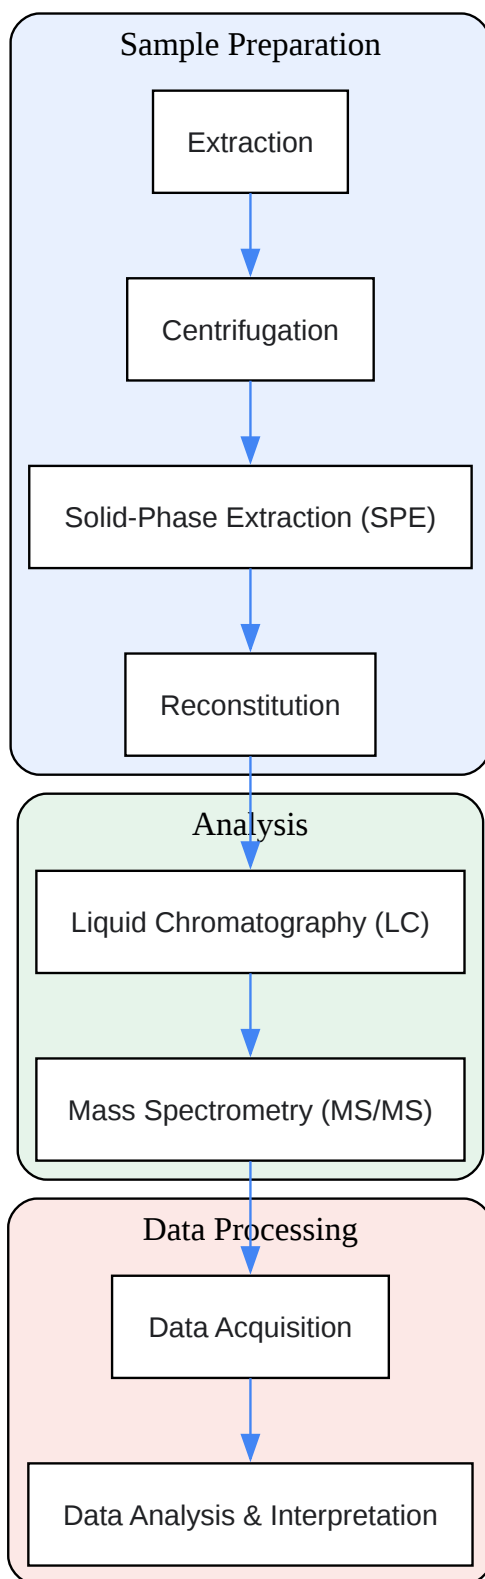 Sample Preparation
Extraction
Centrifugation
Solid-Phase Extraction (SPE)
Reconstitution
Analysis
Liquid Chromatography (LC)
Mass Spectrometry (MS/MS)
Data Processing
Data Acquisition
Data Analysis & Interpretation